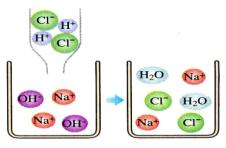 Cl⁻ H⁺
H⁺ Cl⁻
OH⁻ Na⁺
Na⁺ OH⁻
H₂O Na⁺
Cl⁻ H₂O
Na⁺ Cl⁻